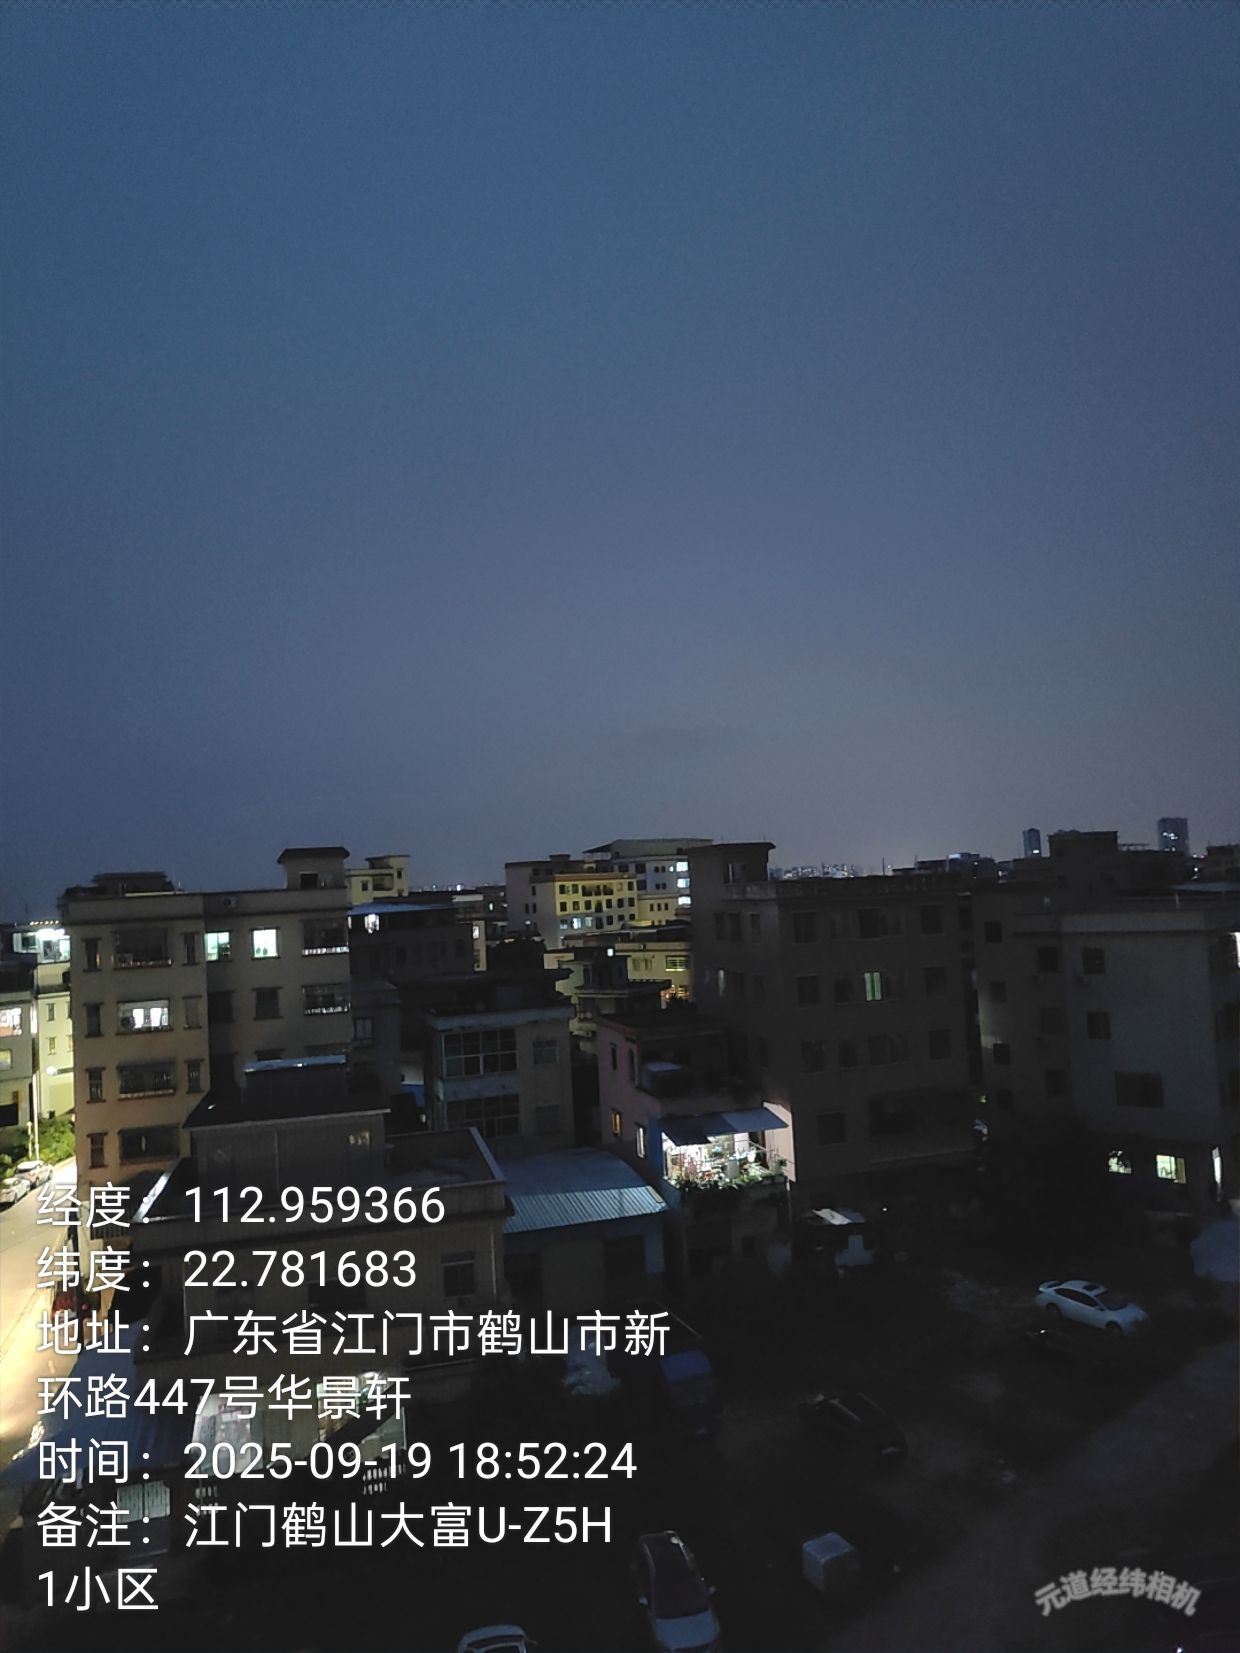 经度：112.959366
纬度：22.781683
地址：广东省江门市鹤山市新
环路447号华景轩
时间：2025-09-19 18:52:24
备注：江门鹤山大富U-Z5H
1小区
元道经纬相机